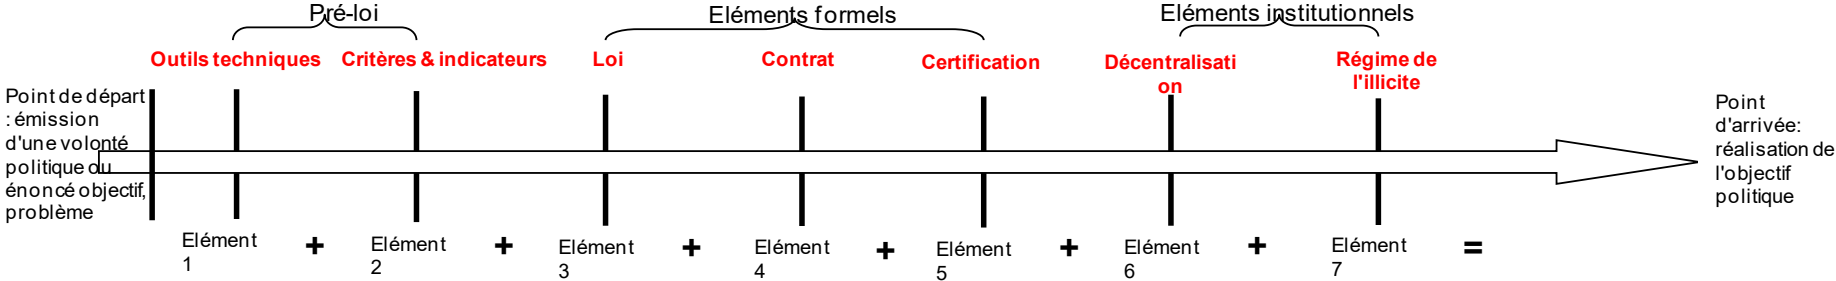 Pré-loi
Eléments formels
Eléments institutionnels
Outils techniques
Critères & indicateurs
Loi
Contrat
Certification
Décentralisati
on
Régime de
l'illicite
Point de départ
: émission
d'une volonté
politique ou
énoncé objectif,
problème
Point
d'arrivée:
réalisation de
l'objectif
politique
Elément
1
+
Elément
2
+
Elément
3
+
Elément
4
+
Elément
5
+
Elément
6
+
Elément
7
=